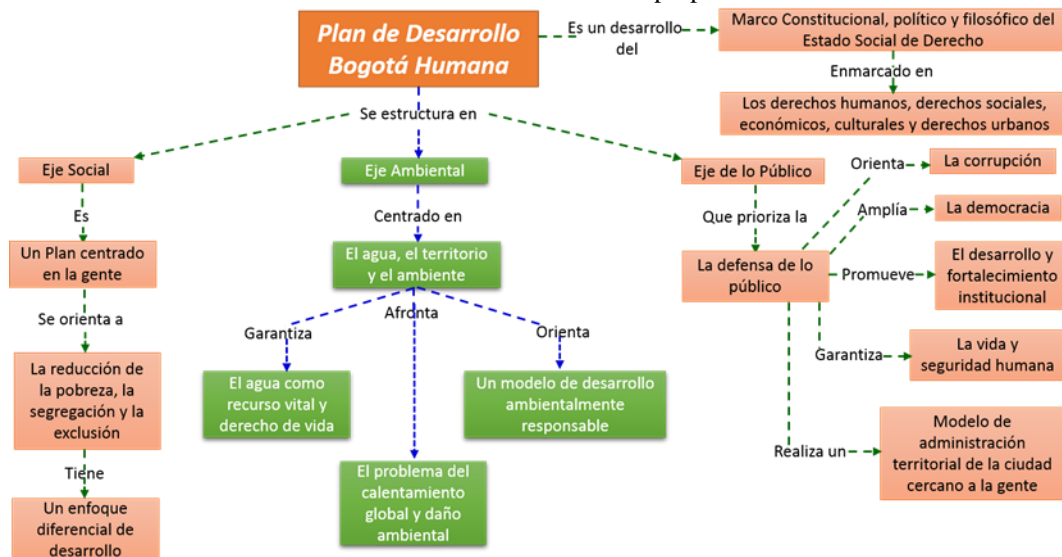 Plan de Desarrollo
Bogotá Humana
Es un desarrollo
del
Marco Constitucional, político y filosófico del
Estado Social de Derecho
Enmarcado en
Los derechos humanos, derechos sociales,
económicos, culturales y derechos urbanos
Se estructura en
Eje Social
Es
Un Plan centrado
en la gente
Se orienta a
La reducción de
la pobreza, la
segregación y la
exclusión
Tiene
Un enfoque
diferencial de
desarrollo
Eje Ambiental
Centrado en
El agua, el territorio
y el ambiente
Garantiza
El agua como
recurso vital y
derecho de vida
Afronta
El problema del
calentamiento
global y daño
ambiental
Orienta
Un modelo de desarrollo
ambientalmente
responsable
Eje de lo Público
Que prioriza la
La defensa de lo
público
Orienta
La corrupción
Amplía
La democracia
Promueve
El desarrollo y
fortalecimiento
institucional
Garantiza
La vida y
seguridad humana
Realiza un
Modelo de
administración
territorial de la ciudad
cercano a la gente